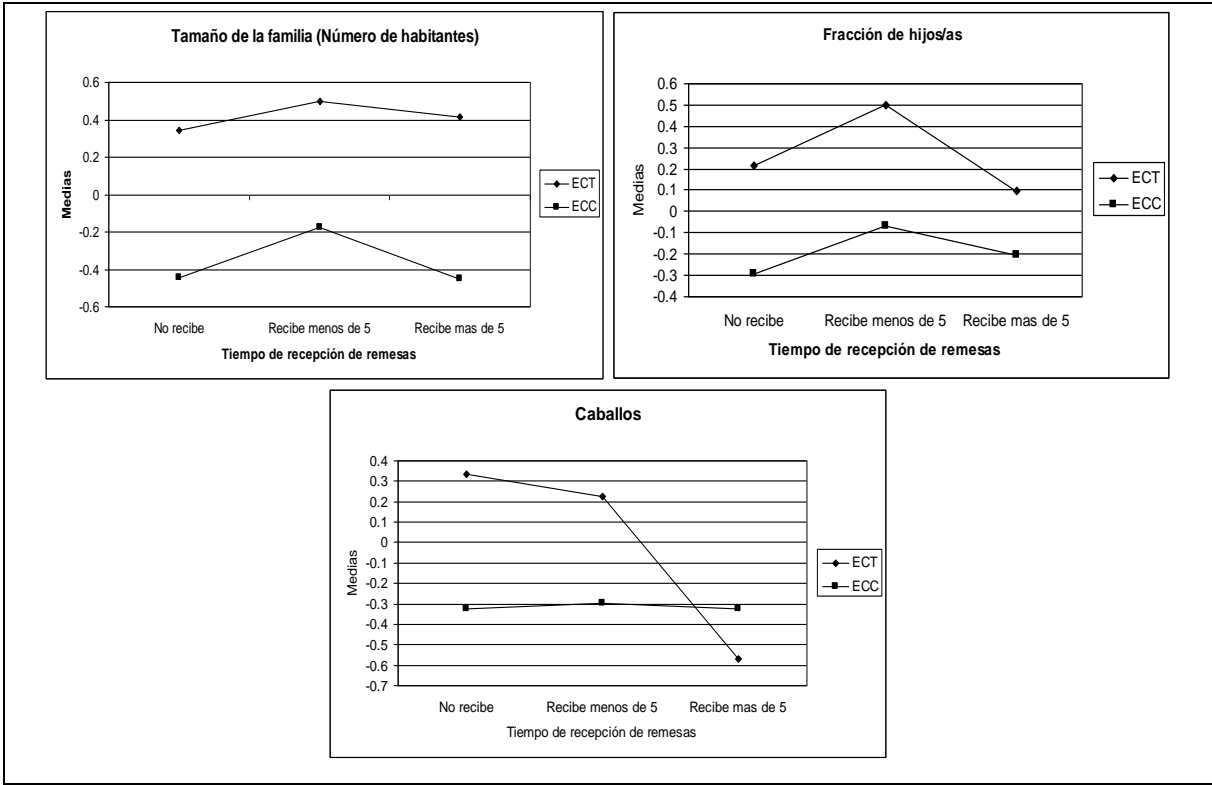 Tamaño de la familia (Número de habitantes)
0.6
0.4
0.2
0
-0.2
-0.4
-0.6
Medias
No recibe Recibe menos de 5 Recibe mas de 5
Tiempo de recepción de remesas
ECT
ECC
Fracción de hijos/as
0.6
0.5
0.4
0.3
0.2
0.1
0
-0.1
-0.2
-0.3
-0.4
Medias
No recibe Recibe menos de 5 Recibe mas de 5
Tiempo de recepción de remesas
ECT
ECC
Caballos
0.4
0.3
0.2
0.1
0
-0.1
-0.2
-0.3
-0.4
-0.5
-0.6
-0.7
Medias
No recibe Recibe menos de 5 Recibe mas de 5
Tiempo de recepción de remesas
ECT
ECC